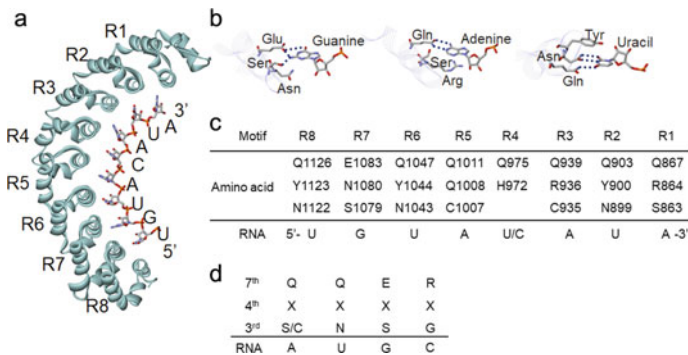 a
R1
R2
R3
R4
R5
R6
R7
R8
3'
A
U
A
C
A
U
G
U
5'
b
Glu Guanine
Ser
Asn
Gln Adenine
Ser
Arg
Tyr
Asn Uracil
Gln
c
Motif R8 R7 R6 R5 R4 R3 R2 R1
Q1126 E1083 Q1047 Q1011 Q975 Q939 Q903 Q867
Amino acid Y1123 N1080 Y1044 Q1008 H972 R936 Y900 R864
N1122 S1079 N1043 C1007 C935 N899 S863
RNA 5'- U G U A U/C A U A -3'
d
7th Q Q E R
4th X X X X
3rd S/C N S G
RNA A U G C